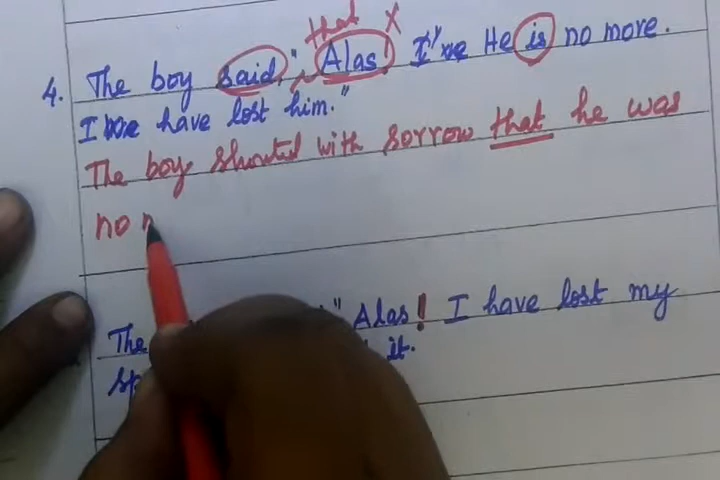 that X
4. The boy said, "Alas, I've He is no more.
I have lost him."
The boy shouted with sorrow that he was
no
The " Alas! I have lost my
it.